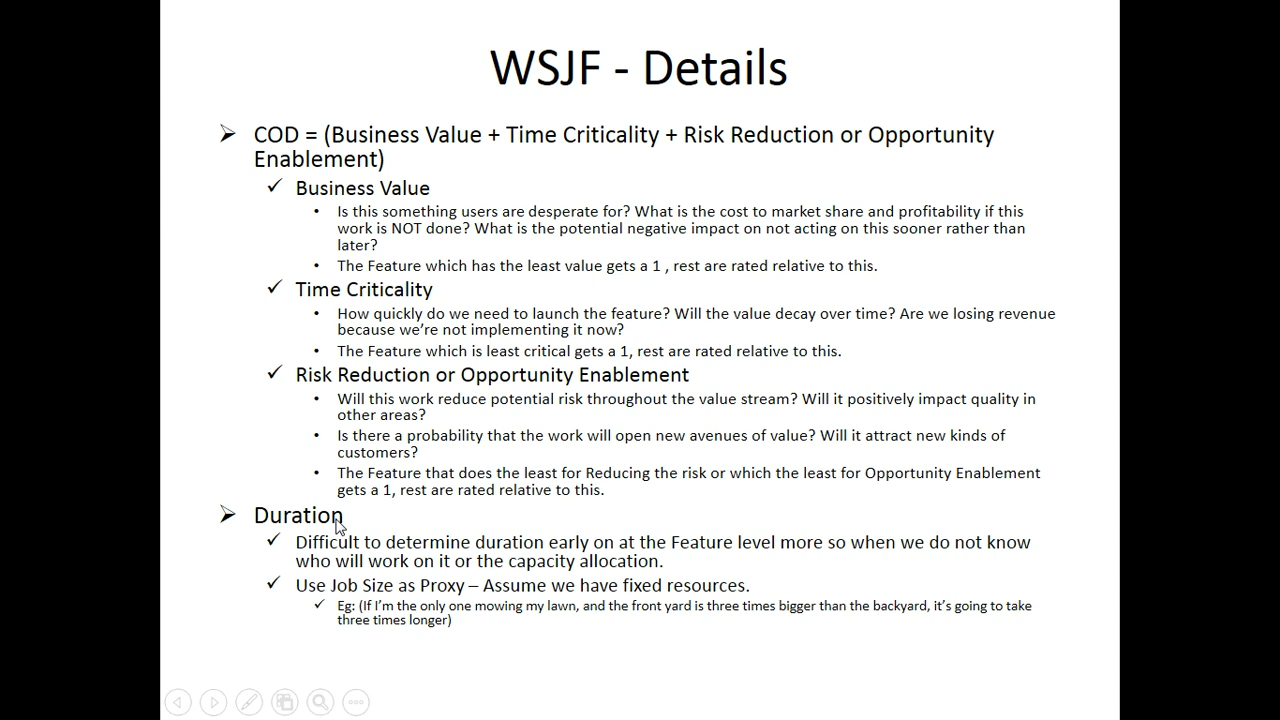 WSJF - Details
COD = (Business Value + Time Criticality + Risk Reduction or Opportunity
Enablement)
Business Value
Is this something users are desperate for? What is the cost to market share and profitability if this
work is NOT done? What is the potential negative impact on not acting on this sooner rather than
later?
The Feature which has the least value gets a 1 , rest are rated relative to this.
Time Criticality
How quickly do we need to launch the feature? Will the value decay over time? Are we losing revenue
because we're not implementing it now?
The Feature which is least critical gets a 1, rest are rated relative to this.
Risk Reduction or Opportunity Enablement
Will this work reduce potential risk throughout the value stream? Will it positively impact quality in
other areas?
Is there a probability that the work will open new avenues of value? Will it attract new kinds of
customers?
The Feature that does the least for Reducing the risk or which the least for Opportunity Enablement
gets a 1, rest are rated relative to this.
Duration
Difficult to determine duration early on at the Feature level more so when we do not know
who will work on it or the capacity allocation.
Use Job Size as Proxy – Assume we have fixed resources.
Eg: (If I'm the only one mowing my lawn, and the front yard is three times bigger than the backyard, it's going to take
three times longer)